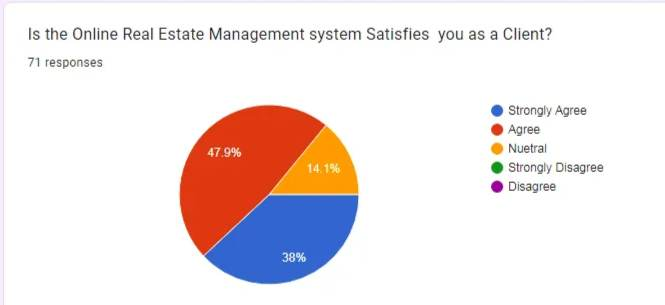 Is the Online Real Estate Management system Satisfies  you as a Client?
71 responses
Strongly Agree
Agree
Nuetral
Strongly Disagree
Disagree
47.9%
14.1%
38%